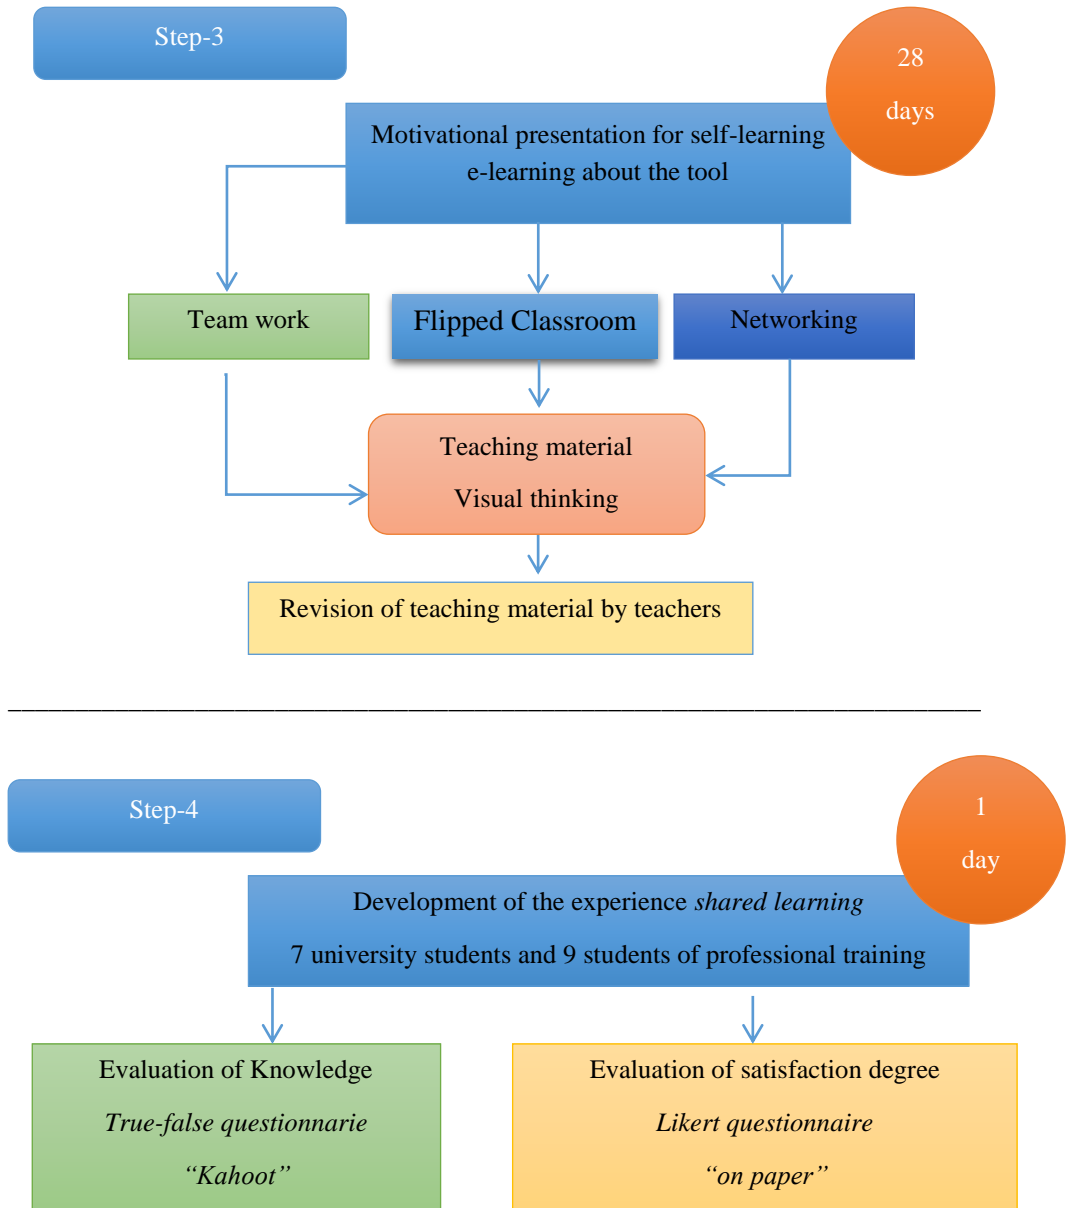 Step-3
28
days
Motivational presentation for self-learning
e-learning about the tool
Team work
Flipped Classroom
Networking
Teaching material
Visual thinking
Revision of teaching material by teachers
Step-4
1
day
Development of the experience shared learning
7 university students and 9 students of professional training
Evaluation of Knowledge
True-false questionnarie
“Kahoot”
Evaluation of satisfaction degree
Likert questionnaire
“on paper”